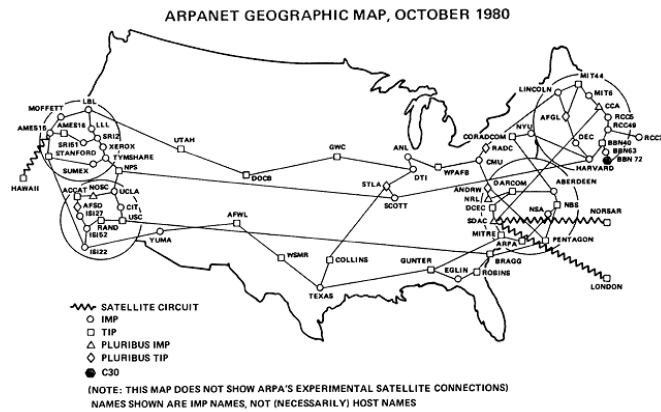 ARPANET GEOGRAPHIC MAP, OCTOBER 1980
MOFFETT
LBL
AMES15
AMES16
LLL
SRI2
SRI51
XEROX
STANFORD
TYMSHARE
SUMEX
NPS
HAWAII
ACCAT
NOSC
UCLA
AFSD
CIT
ISI27
RAND
USC
ISI52
ISI22
UTAH
DOCB
GWC
YUMA
AFWL
WSMR
TEXAS
COLLINS
ANL
DTI
STLA
SCOTT
WPAFB
CORADCOM
RADC
CMU
NYU
LINCOLN
MIT44
MIT6
CCA
AFGL
RCC5
RCC49
DEC
BBN40
BBN63
BBN 72
HARVARD
ANDRW
DARCOM
ABERDEEN
NRL
DCEC
NSA
NBS
SDAC
NORSAR
MITRE
ARPA
PENTAGON
BRAGG
GUNTER
EGLIN
ROBINS
LONDON
SATELLITE CIRCUIT
IMP
TIP
PLURIBUS IMP
PLURIBUS TIP
C30
(NOTE: THIS MAP DOES NOT SHOW ARPA'S EXPERIMENTAL SATELLITE CONNECTIONS)
NAMES SHOWN ARE IMP NAMES, NOT (NECESSARILY) HOST NAMES